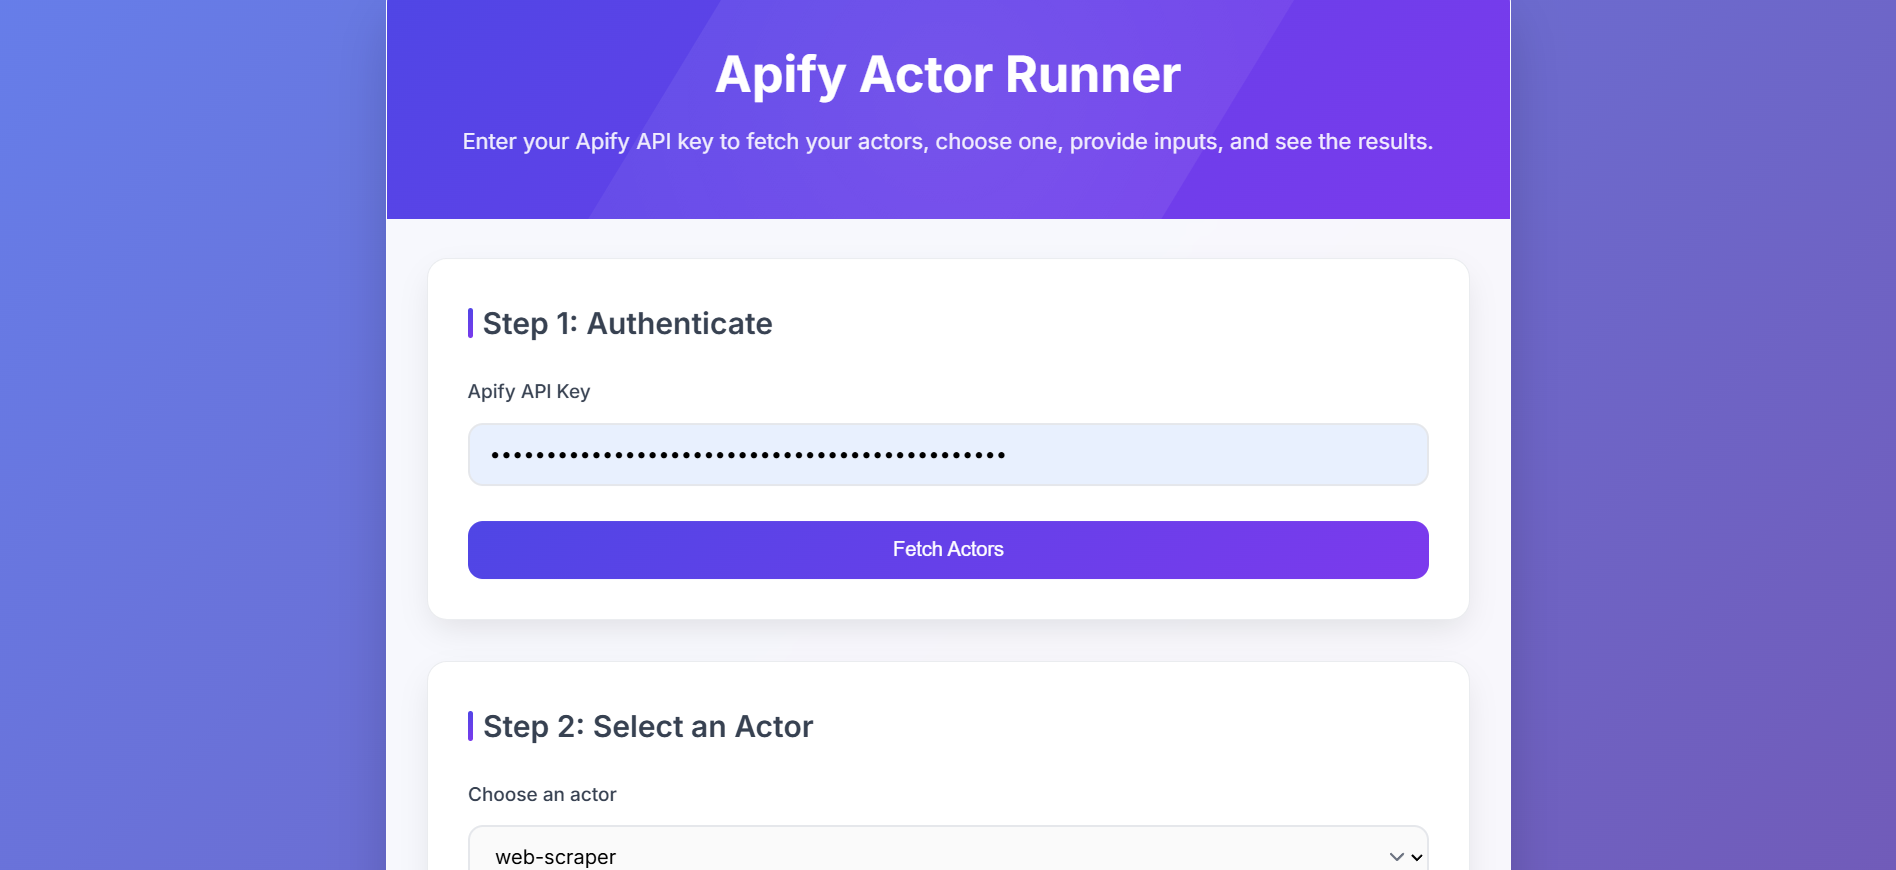 Apify Actor Runner
Enter your Apify API key to fetch your actors, choose one, provide inputs, and see the results.
Step 1: Authenticate
Apify API Key
••••••••••••••••••••••••••••••••••••••••••••••
Fetch Actors
Step 2: Select an Actor
Choose an actor
web-scraper